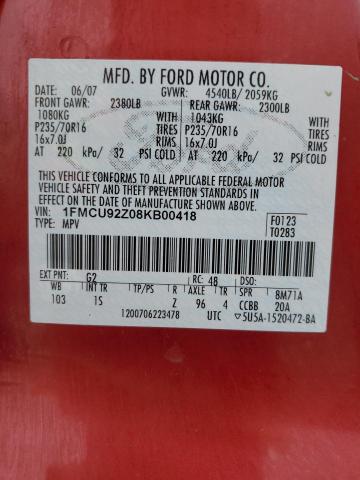 MFD. BY FORD MOTOR CO.
DATE: 06/07 GVWR: 4540LB/ 2059KG
FRONT GAWR: 2380LB REAR GAWR: 2300LB
1080KG WITH 1043KG WITH
P235/70R16 TIRES P235/70R16 TIRES
16x7.0J RIMS 16x7.0J RIMS
AT 220 kPa/ 32 PSI COLD AT 220 kPa/ 32 PSI COLD
THIS VEHICLE CONFORMS TO ALL APPLICABLE FEDERAL MOTOR
VEHICLE SAFETY AND THEFT PREVENTION STANDARDS IN
EFFECT ON THE DATE OF MANUFACTURE SHOWN ABOVE.
VIN: 1FMCU92Z08KB00418
TYPE: MPV
F0123
T0283
EXT PNT: G2 RC: 48 DSO:
WB INT TR TP/PS R AXLE TR S 8M71A
103 1S Z 96 4 CCBB 20A
1200706223478 UTC ▽5U5A-1520472-BA